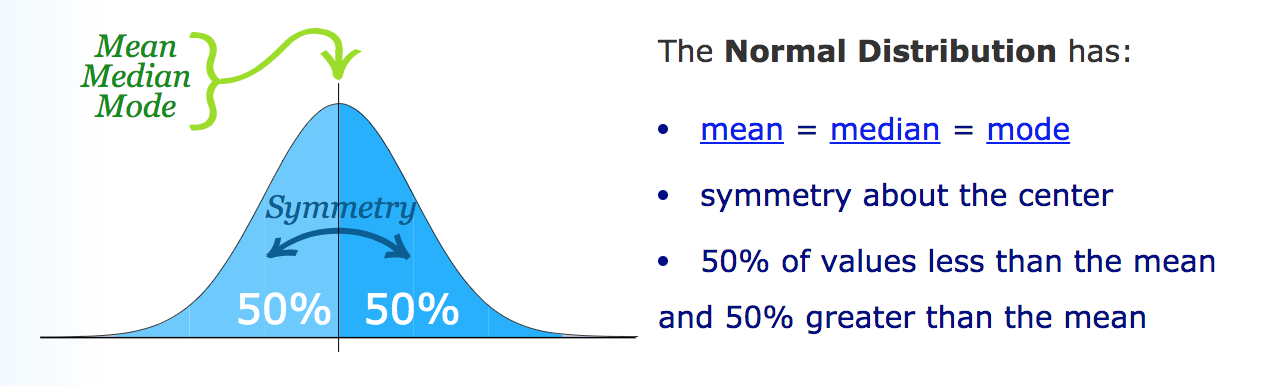 Mean
Median
Mode
Symmetry
50% 50%
The Normal Distribution has:
• mean = median = mode
• symmetry about the center
• 50% of values less than the mean
and 50% greater than the mean